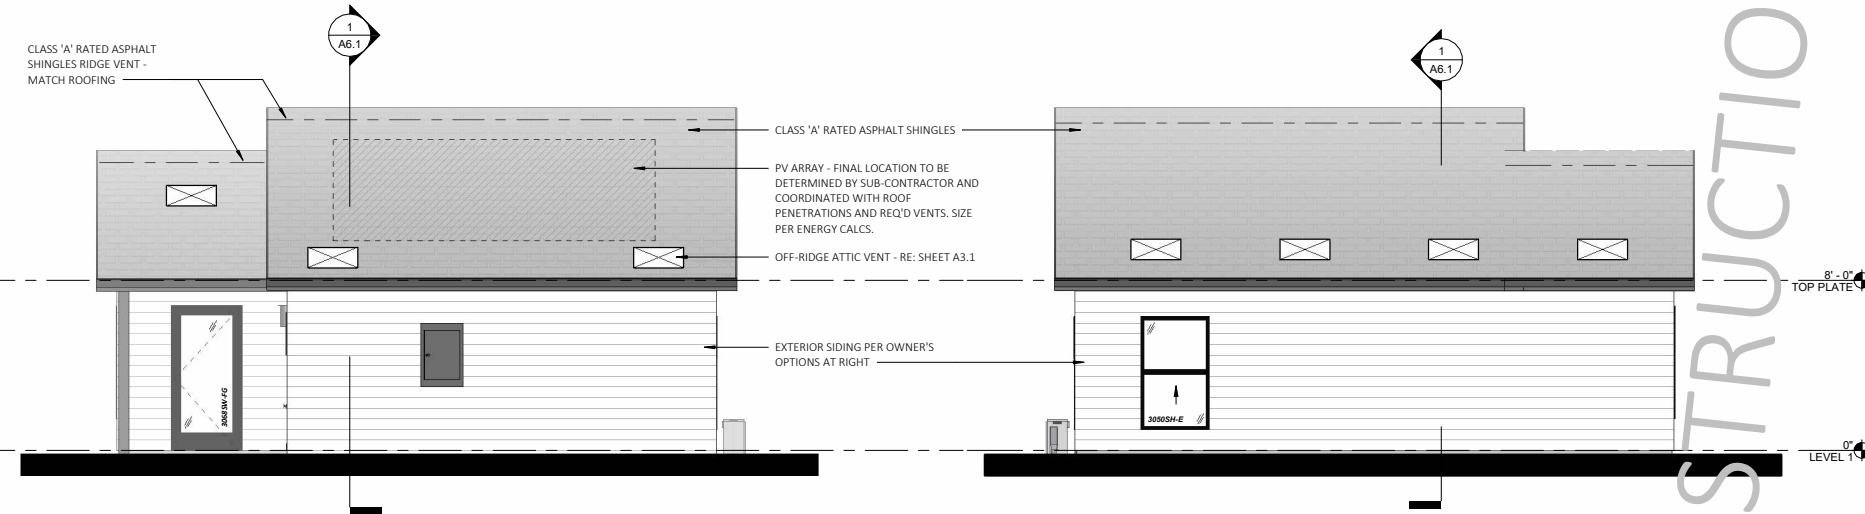 1
A6.1
1
A6.1
CLASS 'A' RATED ASPHALT
SHINGLES RIDGE VENT -
MATCH ROOFING
CLASS 'A' RATED ASPHALT SHINGLES
PV ARRAY - FINAL LOCATION TO BE
DETERMINED BY SUB-CONTRACTOR AND
COORDINATED WITH ROOF
PENETRATIONS AND REQ'D VENTS. SIZE
PER ENERGY CALCS.
OFF-RIDGE ATTIC VENT - RE: SHEET A3.1
EXTERIOR SIDING PER OWNER'S
OPTIONS AT RIGHT
3068SW-FG
3050SH-E
8' - 0"
TOP PLATE
0"
LEVEL 1
STRUCTIO